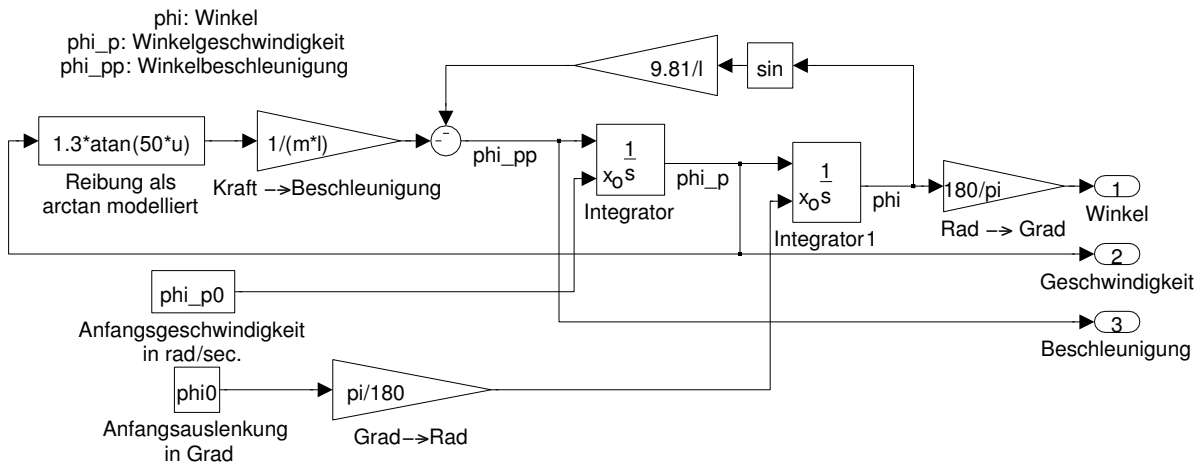 phi: Winkel
phi_p: Winkelgeschwindigkeit
phi_pp: Winkelbeschleunigung
9.81/l
sin
1.3*atan(50*u)
Reibung als
arctan modelliert
1/(m*l)
Kraft −>Beschleunigung
−
−
phi_pp
1
s
xo
Integrator
phi_p
1
s
xo
Integrator1
phi
180/pi
Rad −> Grad
1
Winkel
2
Geschwindigkeit
3
Beschleunigung
phi_p0
Anfangsgeschwindigkeit
in rad/sec.
phi0
Anfangsauslenkung
in Grad
pi/180
Grad−>Rad